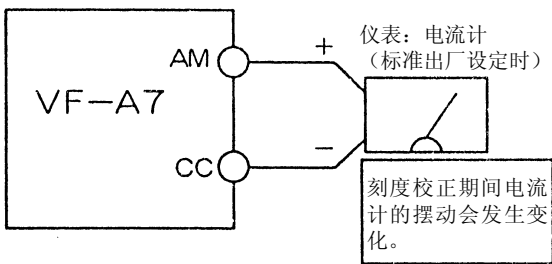 仪表：电流计
（标准出厂设定时）
AM
+
VF-A7
CC
−
刻度校正期间电流
计的摆动会发生变
化。